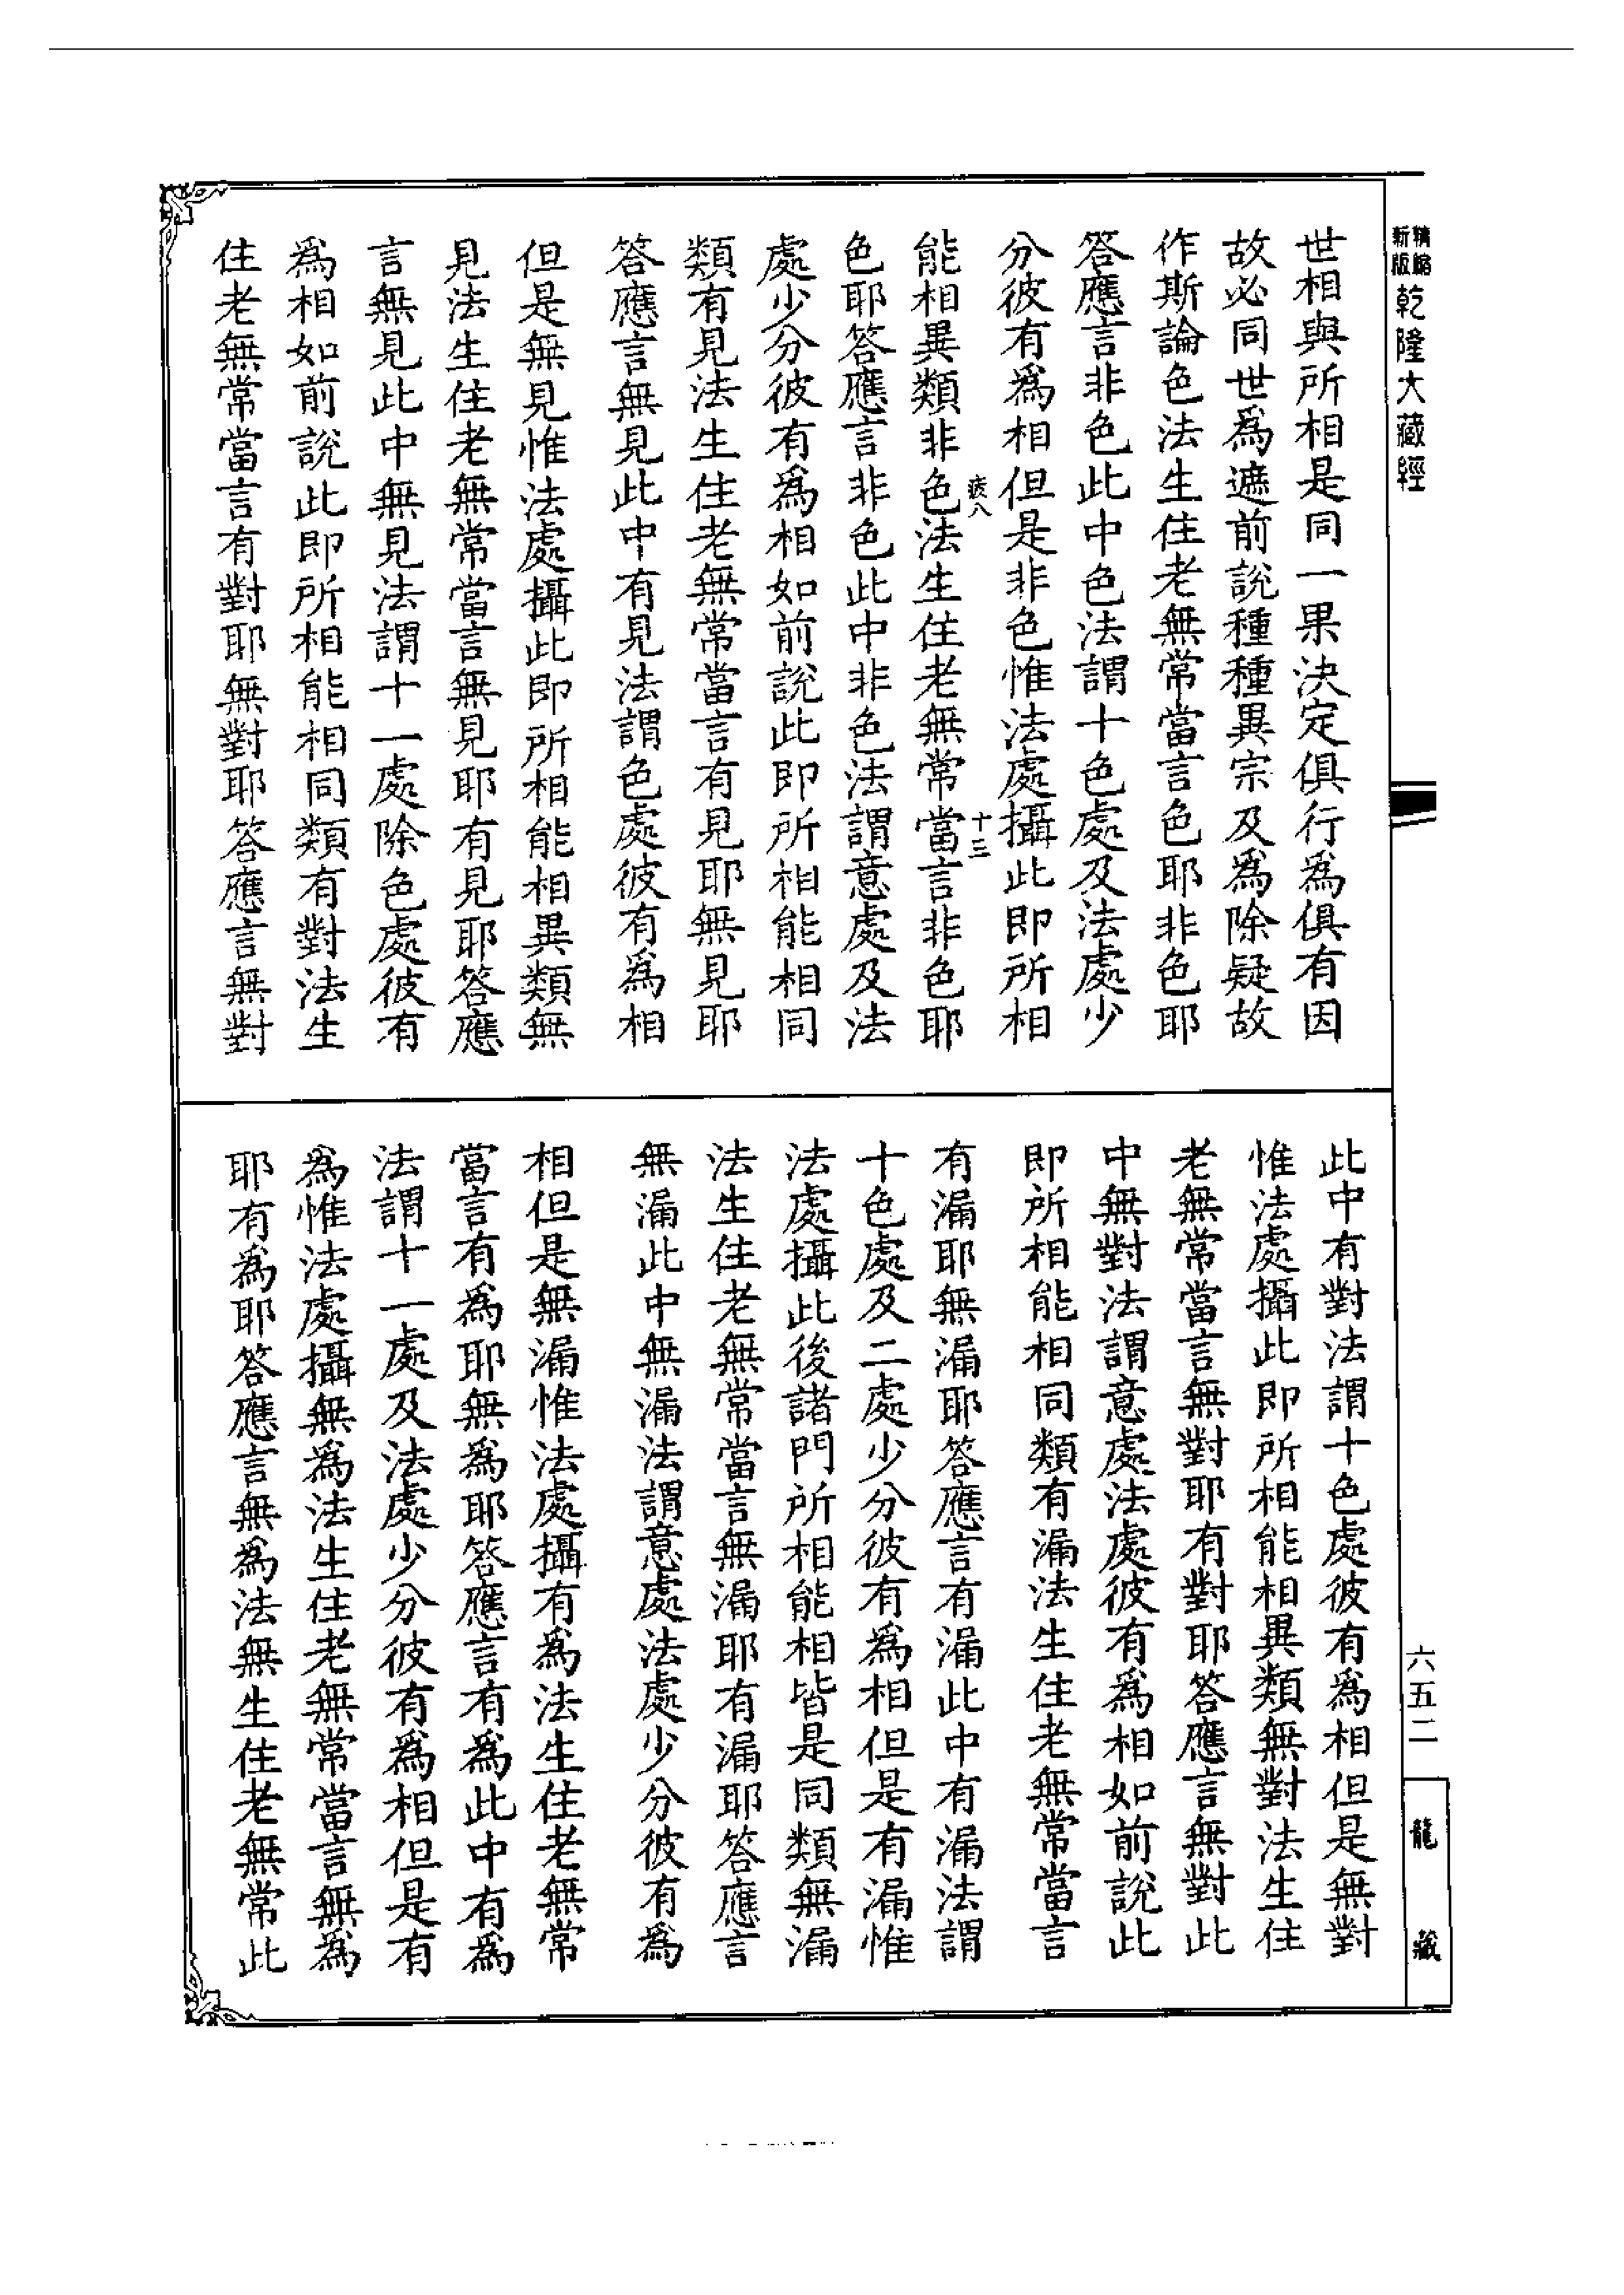 精縮新版乾隆大藏經
世相與所相是同一果決定俱行為俱有因
故必同世為遮前說種種異宗及為除疑故
作斯論色法生住老無常當言色耶非色耶
答應言非色此中色法謂十色處及法處少
分彼有為相但是非色惟法處攝此即所相
疲八
十三
能相異類非色法生住老無常當言非色耶
色耶答應言非色此中非色法謂意處及法
處少分彼有為相如前說此即所相能相同
類有見法生住老無常當言有見耶無見耶
答應言無見此中有見法謂色處彼有為相
但是無見惟法處攝此即所相能相異類無
見法生住老無常當言無見耶有見耶答應
言無見此中無見法謂十一處除色處彼有
為相如前說此即所相能相同類有對法生
住老無常當言有對耶無對耶答應言無對
此中有對法謂十色處彼有為相但是無對
惟法處攝此即所相能相異類無對法生住
老無常當言無對耶有對耶答應言無對此
中無對法謂意處法處彼有為相如前說此
即所相能相同類有漏法生住老無常當言
有漏耶無漏耶答應言有漏此中有漏法謂
十色處及二處少分彼有為相但是有漏惟
法處攝此後諸門所相能相皆是同類無漏
法生住老無常當言無漏耶有漏耶答應言
無漏此中無漏法謂意處法處少分彼有為
相但是無漏惟法處攝有為法生住老無常
當言有為耶無為耶答應言有為此中有為
法謂十一處及法處少分彼有為相但是有
為惟法處攝無為法生住老無常當言無為
耶有為耶答應言無為法無生住老無常此
六五二
龍藏